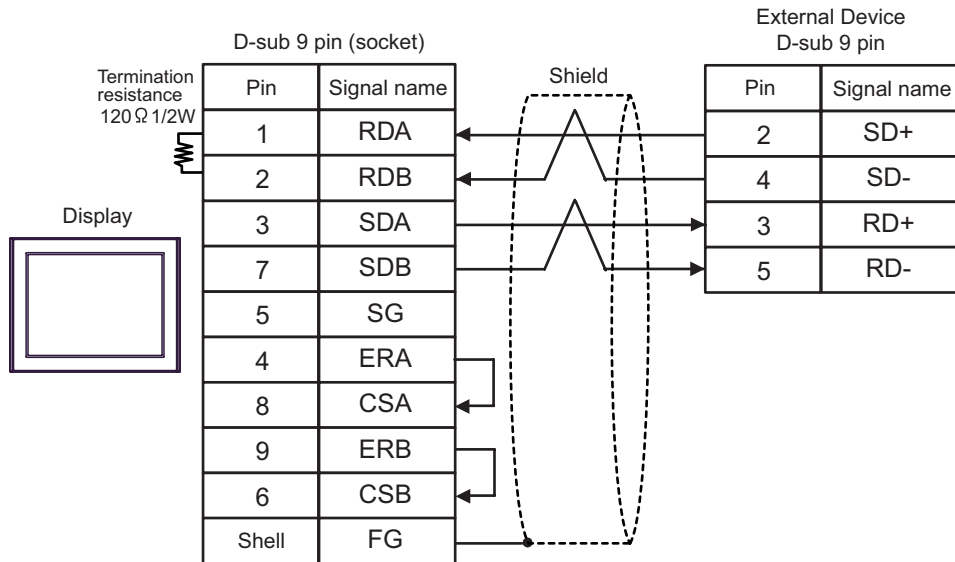 External Device
D-sub 9 pin (socket)
D-sub 9 pin
Termination
resistance
120Ω 1/2W
Shield
Display
Pin Signal name
1 RDA
2 RDB
3 SDA
7 SDB
5 SG
4 ERA
8 CSA
9 ERB
6 CSB
Shell FG
Pin Signal name
2 SD+
4 SD-
3 RD+
5 RD-